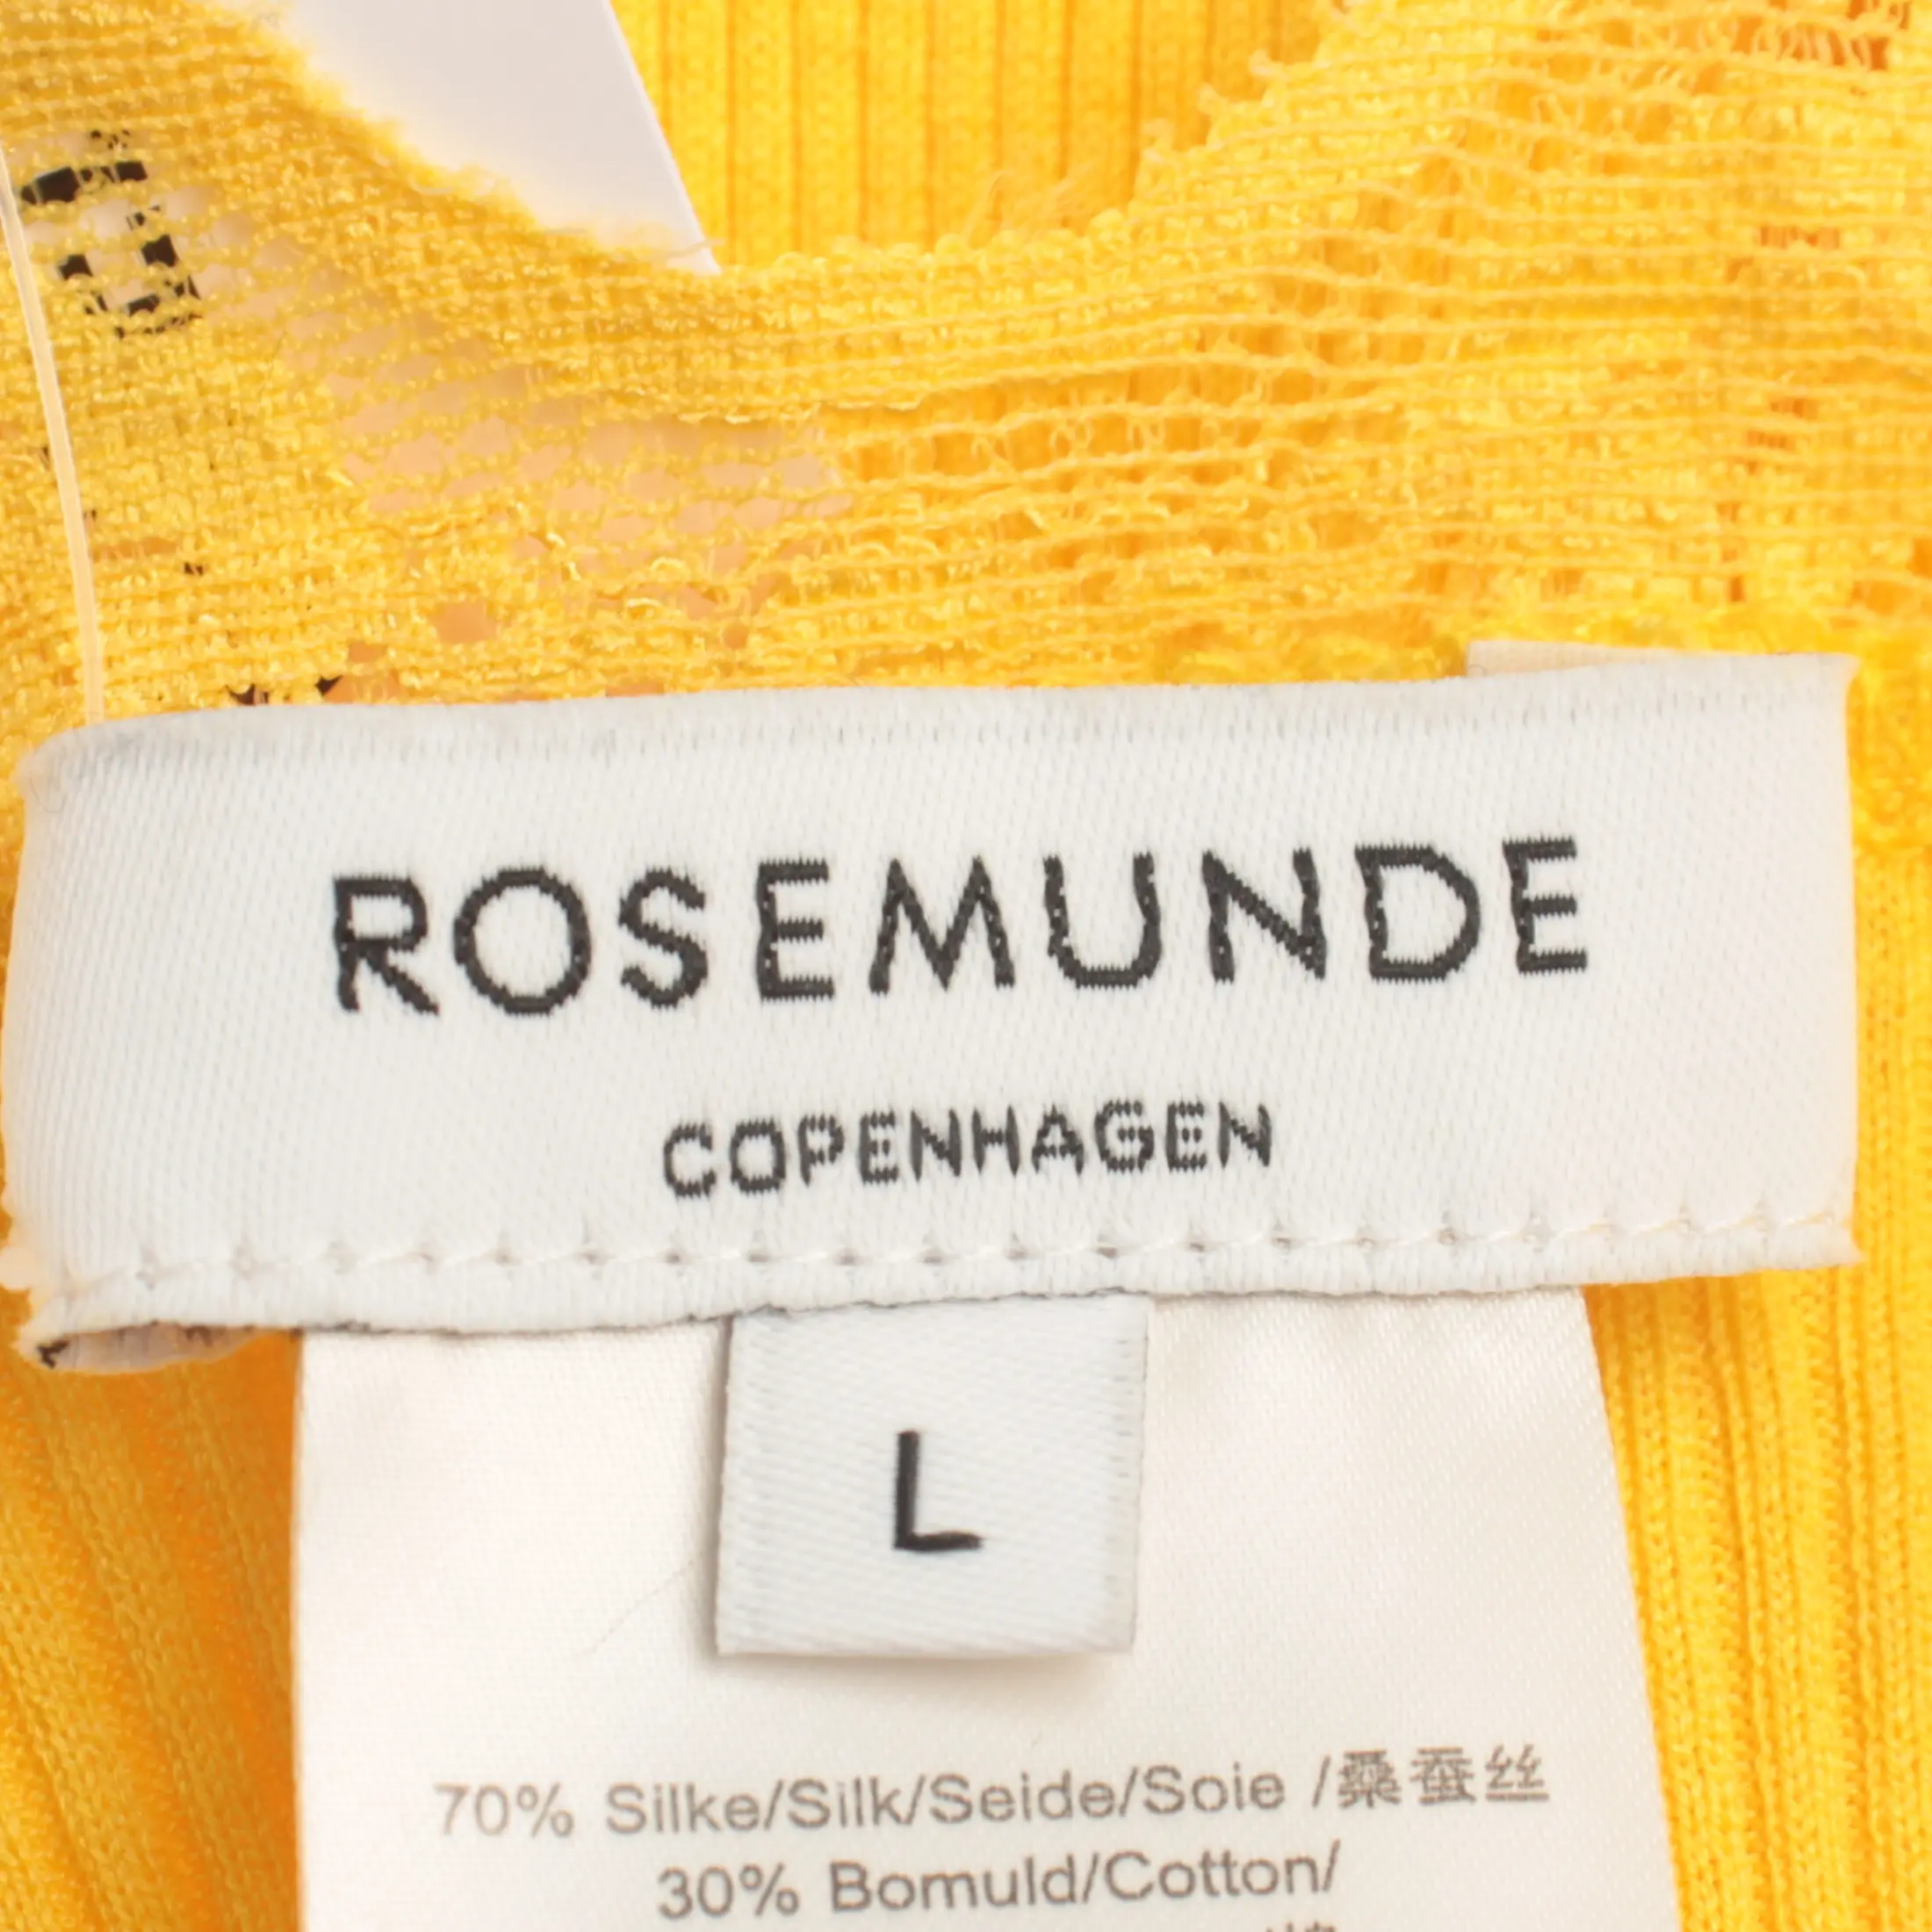 ROSEMUNDE
COPENHAGEN
L
70% Silke/Silk/Seide/Soie /桑蚕丝
30% Bomuld/Cotton/